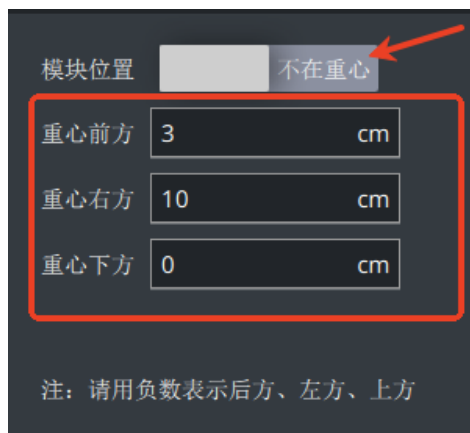 模块位置 不在重心
重心前方 3 cm
重心右方 10 cm
重心下方 0 cm
注：请用负数表示后方、左方、上方